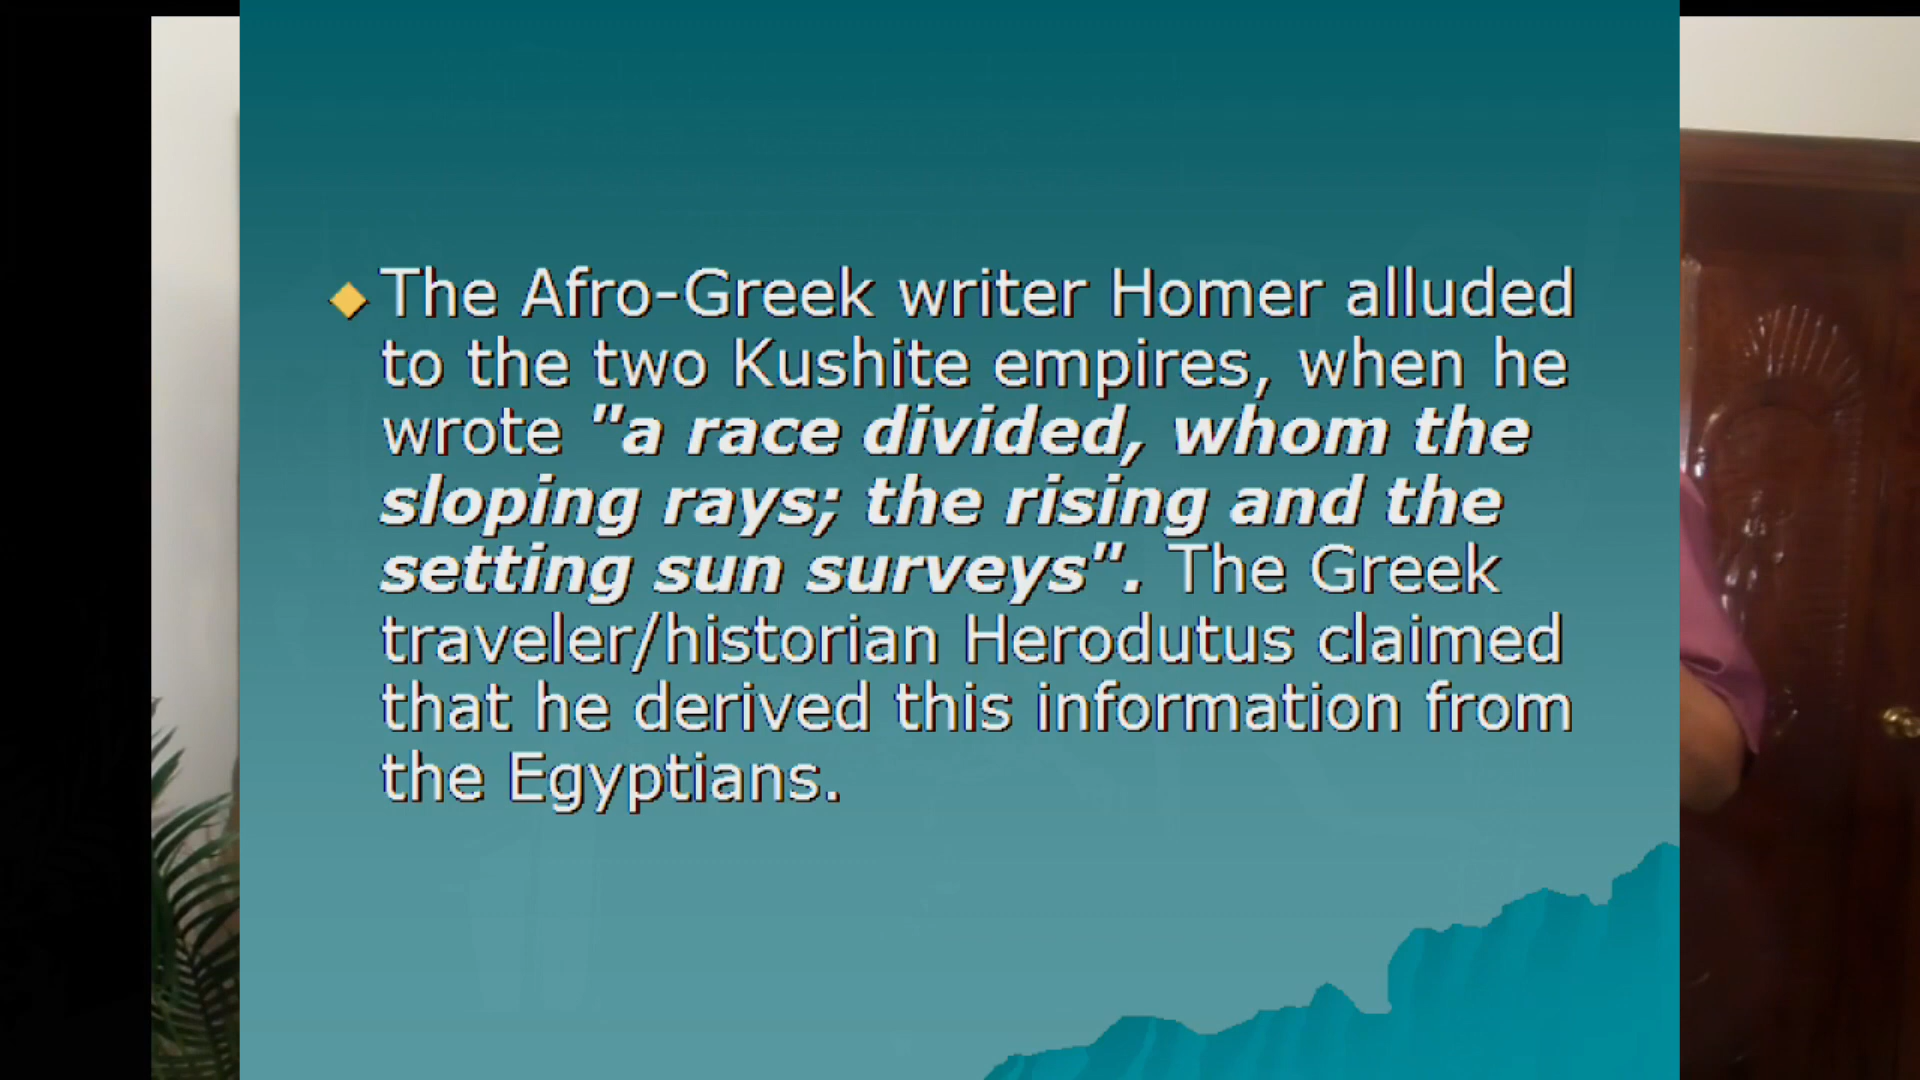 The Afro-Greek writer Homer alluded
to the two Kushite empires, when he
wrote "a race divided, whom the
sloping rays; the rising and the
setting sun surveys". The Greek
traveler/historian Herodutus claimed
that he derived this information from
the Egyptians.